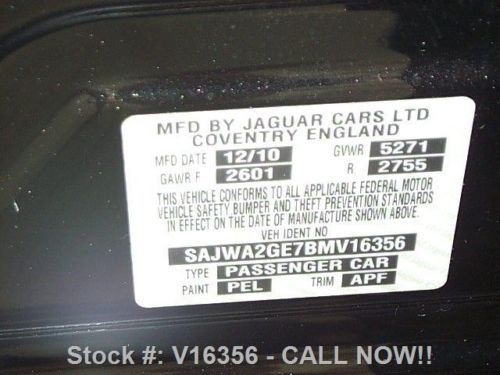 MFD BY JAGUAR CARS LTD
COVENTRY ENGLAND
MFD DATE 12/10 GVWR 5271
GAWR F 2601 R 2755
THIS VEHICLE CONFORMS TO ALL APPLICABLE FEDERAL MOTOR
VEHICLE SAFETY, BUMPER AND THEFT PREVENTION STANDARDS
IN EFFECT ON THE DATE OF MANUFACTURE SHOWN ABOVE.
VEH IDENT NO
SAJWA2GE7BMV16356
TYPE PASSENGER CAR
PAINT PEL TRIM APF
Stock #: V16356 - CALL NOW!!